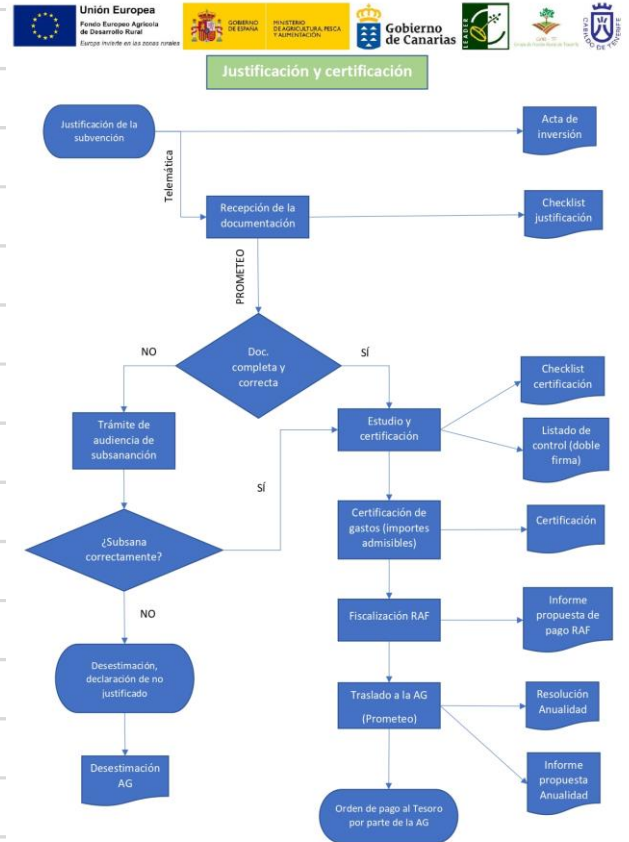 Unión Europea
Fondo Europeo Agrícola
de Desarrollo Rural
Europa invierte en las zonas rurales
GOBIERNO
DE ESPAÑA
MINISTERIO
DE AGRICULTURA, PESCA
Y ALIMENTACIÓN
Gobierno
de Canarias
LEADER
CABILDO DE TENERIFE
Justificación y certificación
Justificación de la
subvención
Acta de
inversión
Telemática
Recepción de la
documentación
Checklist
justificación
PROMETEO
NO
Doc.
completa y
correcta
SÍ
Trámite de
audiencia de
subsananción
Estudio y
certificación
Checklist
certificación
Listado de
control (doble
firma)
SÍ
¿Subsana
correctamente?
Certificación de
gastos (importes
admisibles)
Certificación
NO
Fiscalización RAF
Informe
propuesta de
pago RAF
Desestimación,
declaración de no
justificado
Traslado a la AG
(Prometeo)
Resolución
Anualidad
Desestimación
AG
Informe
propuesta
Anualidad
Orden de pago al Tesoro
por parte de la AG